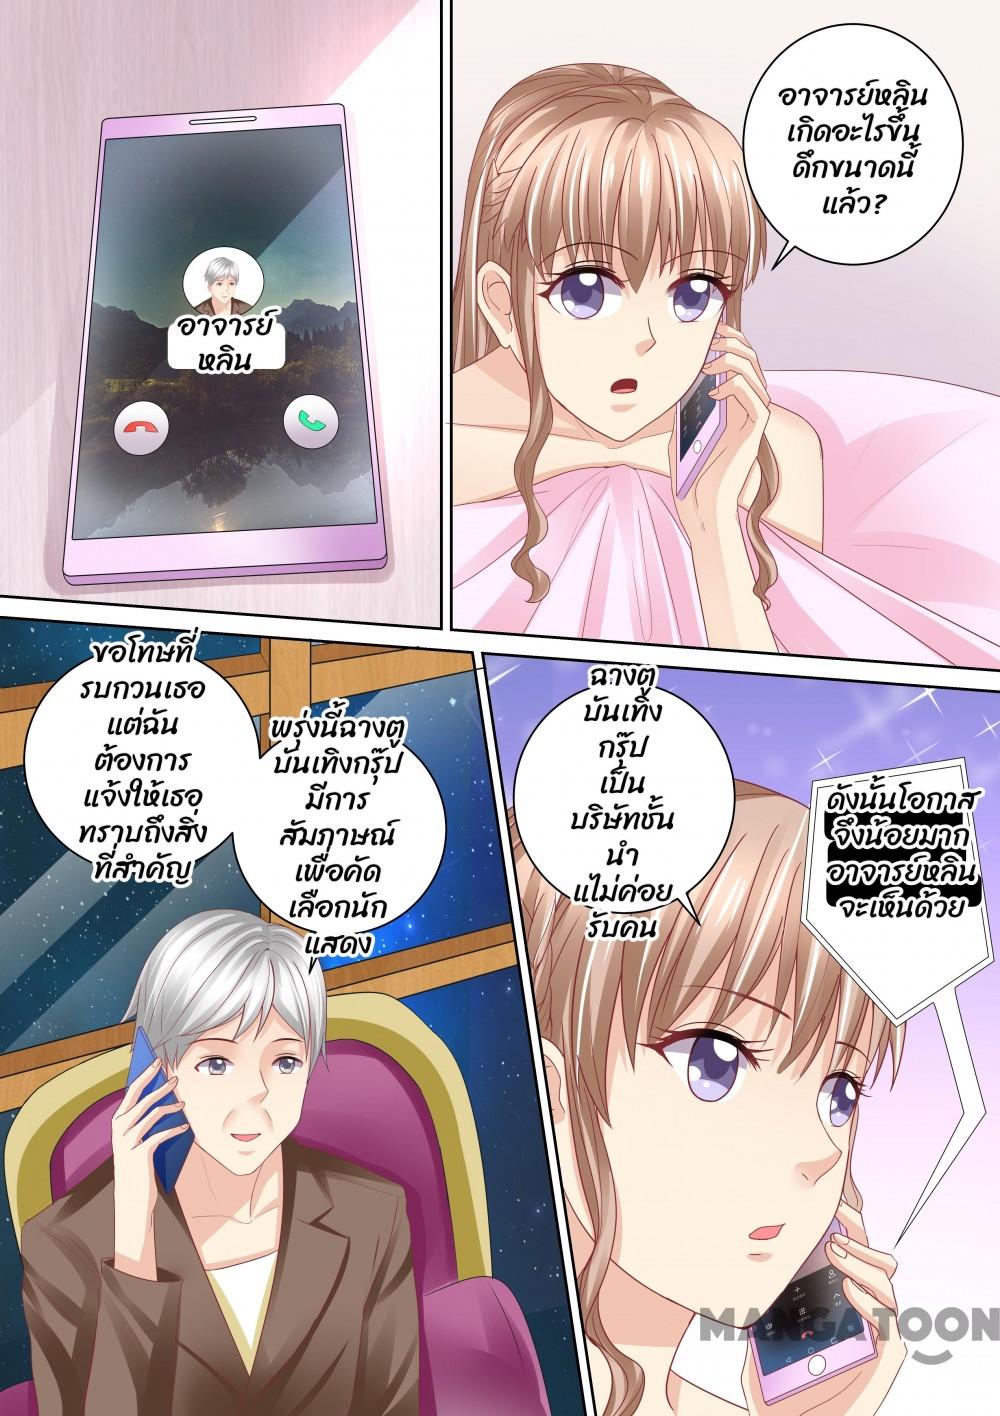 อาจารย์
หลิน
อาจารย์หลิน
เกิดอะไรขึ้น
ดึกขนาดนี้
แล้ว?
ขอโทษที่
รบกวนเธอ
แต่ฉัน
ต้องการ
แจ้งให้เธอ
ทราบถึงสิ่ง
ที่สำคัญ
พรุ่งนี้ฉางตู
บันเทิงกรุ๊ป
มีการ
สัมภาษณ์
เพื่อคัด
เลือกนัก
แสดง
ฉางตู
บันเทิง
กรุ๊ป
เป็น
บริษัทชั้น
นำ
แไม่ค่อย
รับคน
ดังนั้นโอกาส
จึงน้อยมาก
อาจารย์หลิน
จะเห็นด้วย
MANGATOON